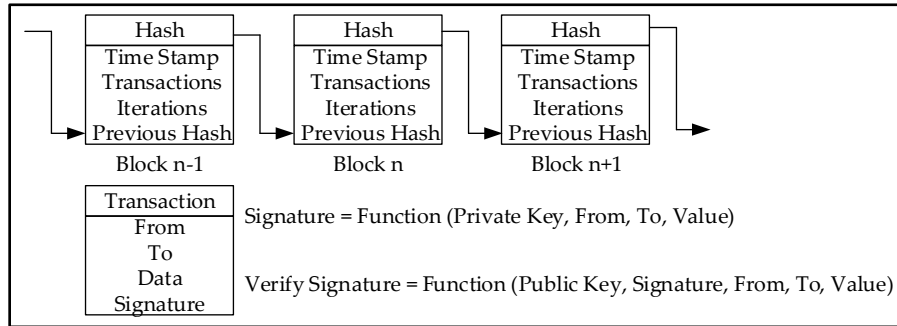 Hash
Time Stamp
Transactions
Iterations
Previous Hash
Block n-1
Hash
Time Stamp
Transactions
Iterations
Previous Hash
Block n
Hash
Time Stamp
Transactions
Iterations
Previous Hash
Block n+1
Transaction
From
To
Data
Signature
Signature = Function (Private Key, From, To, Value)
Verify Signature = Function (Public Key, Signature, From, To, Value)